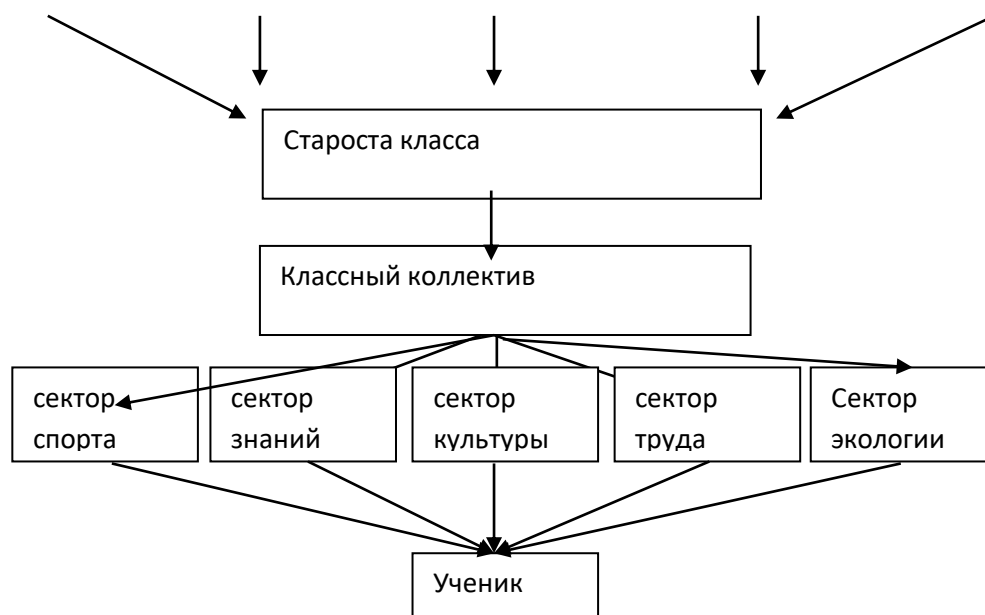 Староста класса
Классный коллектив
сектор
спорта
сектор
знаний
сектор
культуры
сектор
труда
Сектор
экологии
Ученик